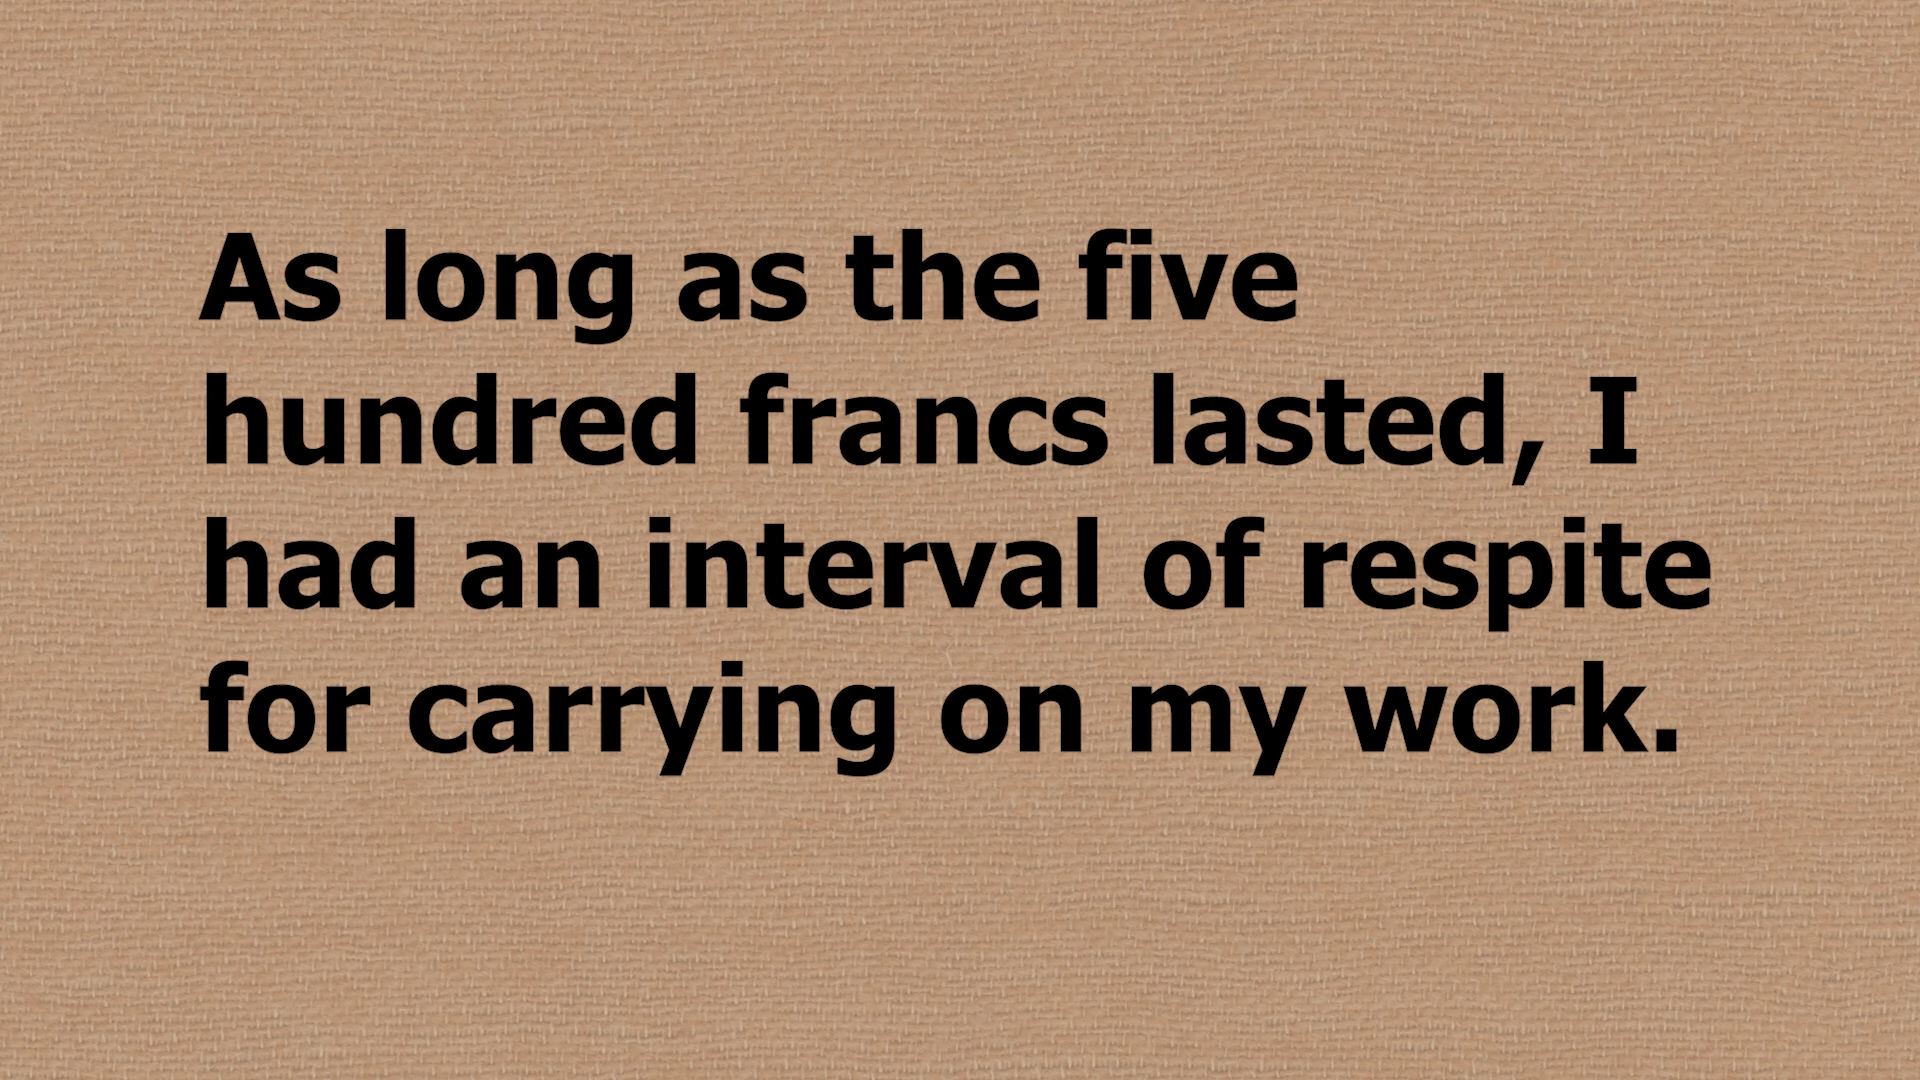 As long as the five
hundred francs lasted, I
had an interval of respite
for carrying on my work.